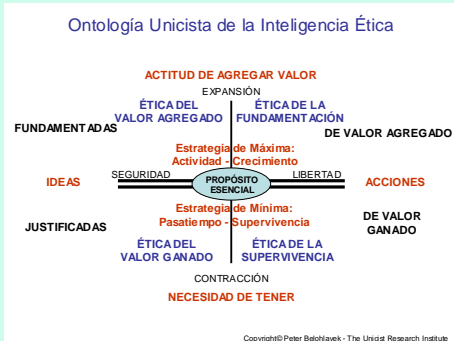 Ontología Unicista de la Inteligencia Ética
ACTITUD DE AGREGAR VALOR
EXPANSIÓN
ÉTICA DEL
VALOR AGREGADO
ÉTICA DE LA
FUNDAMENTACIÓN
FUNDAMENTADAS
DE VALOR AGREGADO
Estrategia de Máxima:
Actividad - Crecimiento
IDEAS
SEGURIDAD
PROPÓSITO
ESENCIAL
LIBERTAD
ACCIONES
Estrategia de Mínima:
Pasatiempo - Supervivencia
JUSTIFICADAS
DE VALOR
GANADO
ÉTICA DEL
VALOR GANADO
ÉTICA DE LA
SUPERVIVENCIA
CONTRACCIÓN
NECESIDAD DE TENER
Copyright© Peter Belohlavek - The Unicist Research Institute